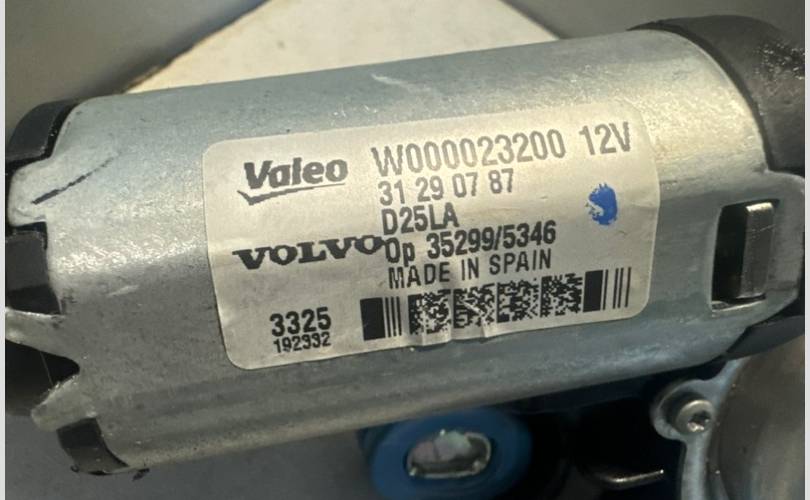 Valeo W000023200 12V
31 29 07 87
D25LA
VOLVO Op 35299/5346
MADE IN SPAIN
3325
192332